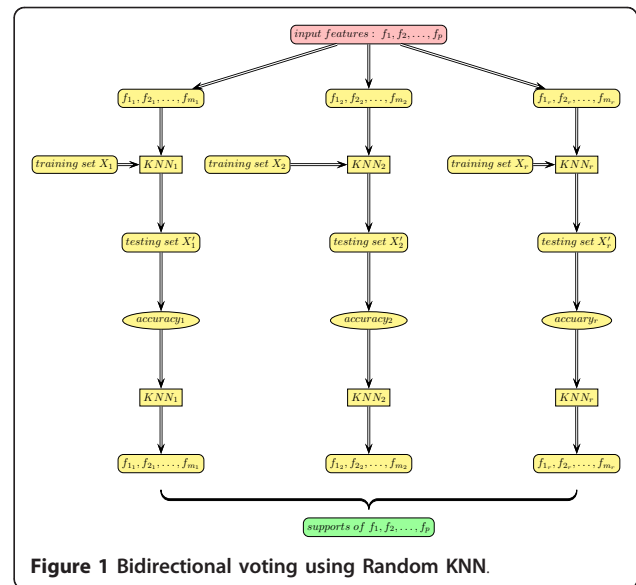 input features : f₁, f₂, ..., fₚ
f₁₁, f₂₁, ..., fₘ₁ f₁₂, f₂₂, ..., fₘ₂ f₁ᵣ, f₂ᵣ, ..., fₘᵣ
training set X₁ KNN₁ training set X₂ KNN₂ training set Xᵣ KNNᵣ
testing set X′₁ testing set X′₂ testing set X′ᵣ
accuracy₁ accuracy₂ accuaryᵣ
KNN₁ KNN₂ KNNᵣ
f₁₁, f₂₁, ..., fₘ₁ f₁₂, f₂₂, ..., fₘ₂ f₁ᵣ, f₂ᵣ, ..., fₘᵣ
supports of f₁, f₂, ..., fₚ
Figure 1 Bidirectional voting using Random KNN.